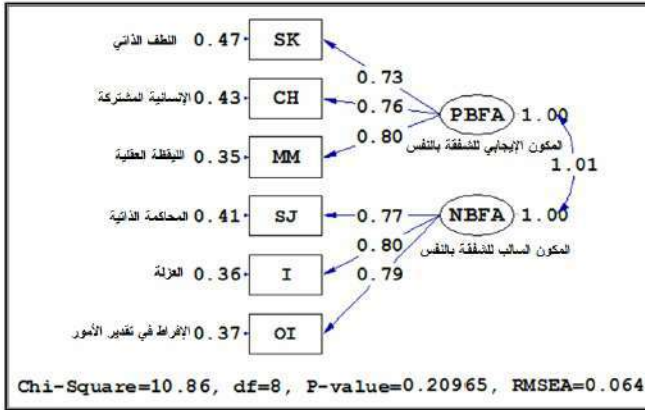 اللطف الذاتي 0.47 SK
0.73
الإنسانية المشتركة 0.43 CH
0.76
PBFA 1.00
0.80
المكون الإيجابي للشفقة بالنفس
اليقظة العقلية 0.35 MM
1.01
المحاكمة الذاتية 0.41 SJ
0.77
NBFA 1.00
0.80
المكون السالب للشفقة بالنفس
العزلة 0.36 I
0.79
الإفراط في تقدير الأمور 0.37 OI
Chi-Square=10.86, df=8, P-value=0.20965, RMSEA=0.064